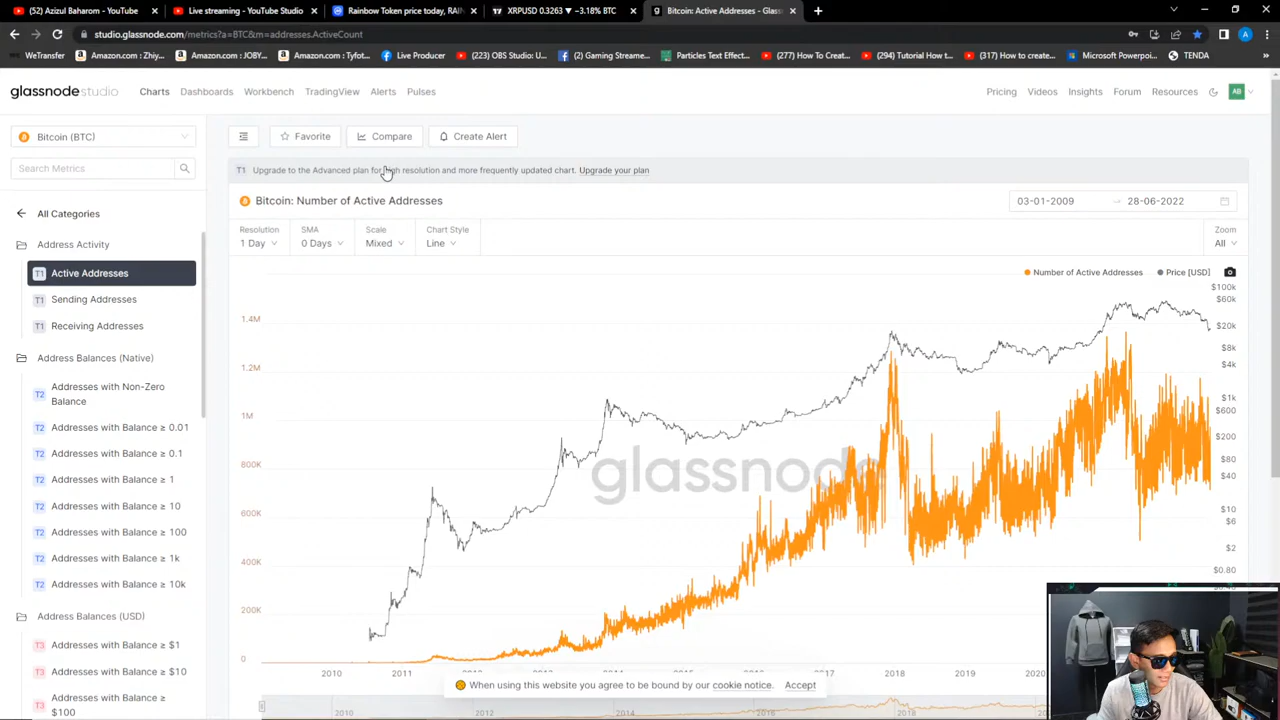 Azizul Baharom - YouTube
Live streaming - YouTube Studio
Rainbow Token price today, RAI
XRPUSD 0.3263 ▼ −3.18% BTC
Bitcoin: Active Addresses - Glass
studio.glassnode.com/metrics?a=BTC&m=addresses.ActiveCount
WeTransfer
Amazon.com : Zhiy...
Amazon.com : JOBY...
Amazon.com : Tyfot...
Live Producer
(223) OBS Studio: U...
(2) Gaming Streame...
Particles Text Effect...
(277) How To Creat...
(294) Tutorial How t...
(317) How to create...
Microsoft Powerpoi...
TENDA
glassnode studio
Charts
Dashboards
Workbench
TradingView
Alerts
Pulses
Pricing
Videos
Insights
Forum
Resources
AB
Bitcoin (BTC)
Favorite
Compare
Create Alert
Search Metrics
T1 Upgrade to the Advanced plan for high resolution and more frequently updated chart. Upgrade your plan
Bitcoin: Number of Active Addresses
03-01-2009 → 28-06-2022
All Categories
Address Activity
T1 Active Addresses
T1 Sending Addresses
T1 Receiving Addresses
Address Balances (Native)
T2 Addresses with Non-Zero
Balance
T2 Addresses with Balance ≥ 0.01
T2 Addresses with Balance ≥ 0.1
T2 Addresses with Balance ≥ 1
T2 Addresses with Balance ≥ 10
T2 Addresses with Balance ≥ 100
T2 Addresses with Balance ≥ 1k
T2 Addresses with Balance ≥ 10k
Address Balances (USD)
T3 Addresses with Balance ≥ $1
T3 Addresses with Balance ≥ $10
T3 Addresses with Balance ≥
$100
Resolution
1 Day
SMA
0 Days
Scale
Mixed
Chart Style
Line
Zoom
All
Number of Active Addresses
Price [USD]
1.4M
1.2M
1M
800K
600K
400K
200K
0
$100k
$60k
$20k
$8k
$4k
$1k
$600
$200
$80
$40
$10
$6
$2
$0.80
glassnode
2010
2011
2012
2013
2014
2015
2016
2017
2018
2019
2020
When using this website you agree to be bound by our cookie notice. Accept
2010
2012
2014
2016
2018